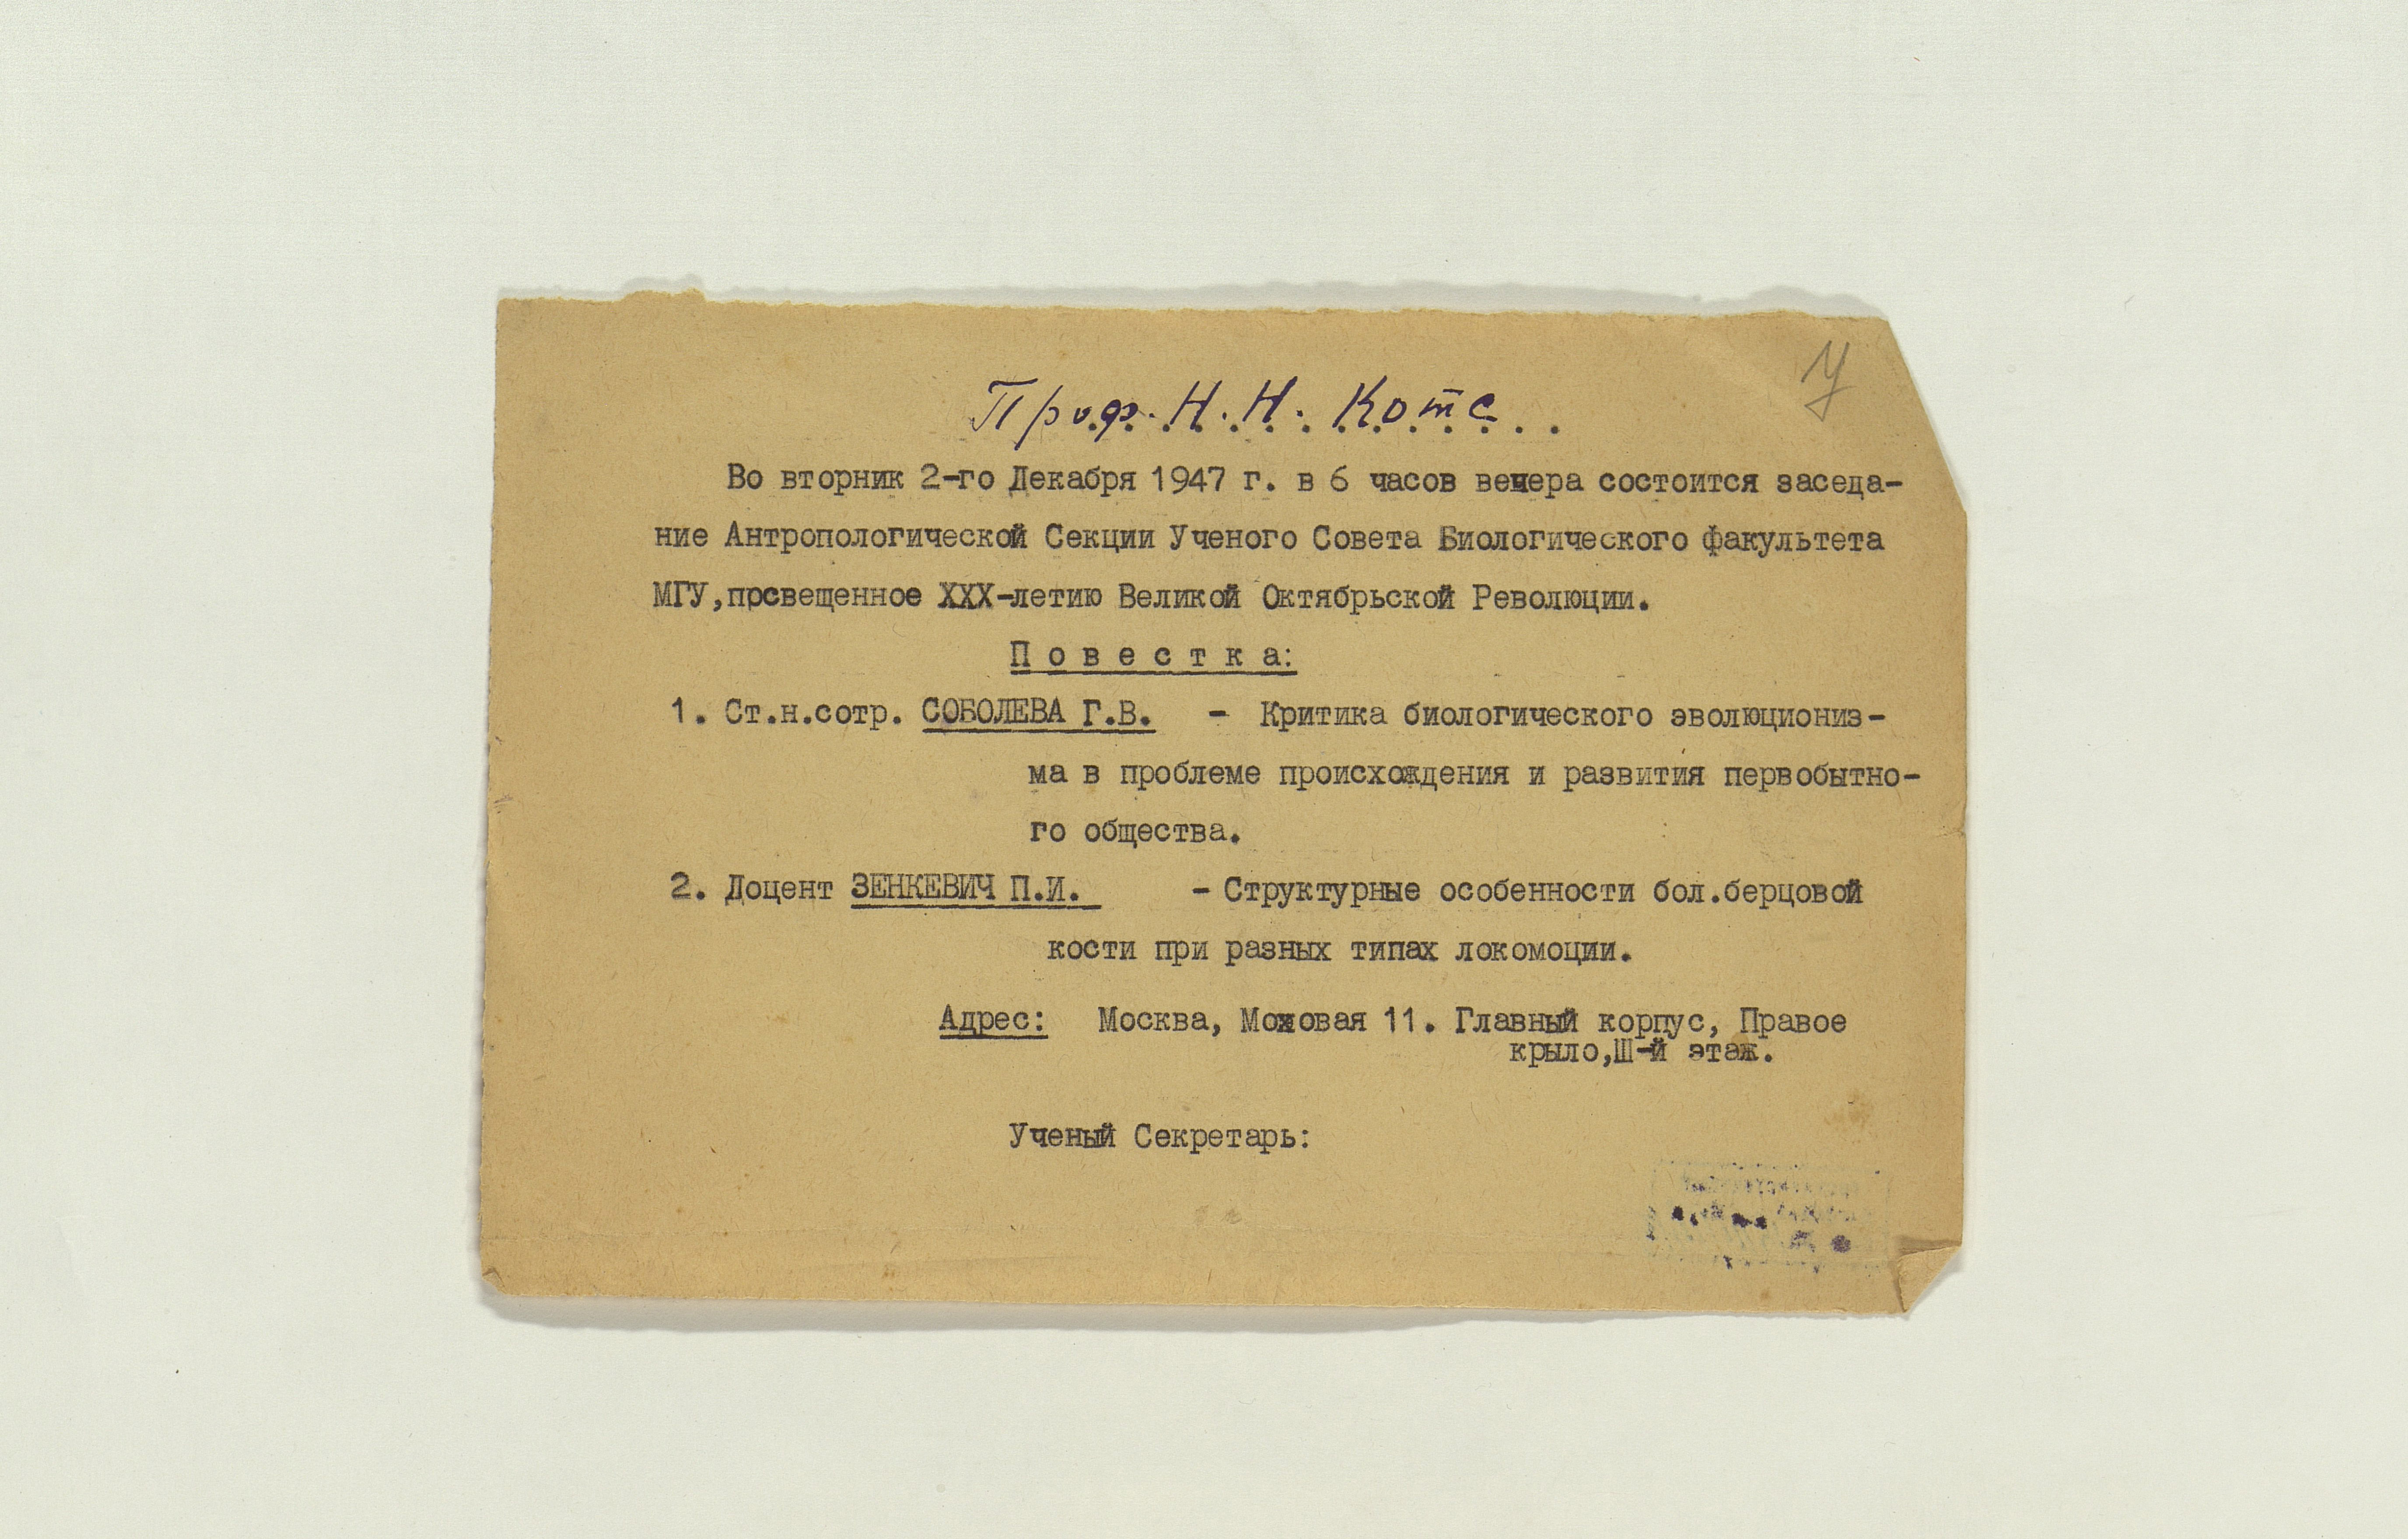 Проф. Н. Н. Котс
У
Во вторник 2-го Декабря 1947 г. в 6 часов вечера состоится заседа-
ние Антропологической Секции Ученого Совета Биологического факультета
МГУ, посвещенное XXX-летию Великой Октябрьской Революции.
П о в е с т к а:
1. Ст.н.сотр. СОБОЛЕВА Г.В. - Критика биологического эволюциониз-
ма в проблеме происхождения и развития первобытно-
го общества.
2. Доцент ЗЕНКЕВИЧ П.И. - Структурные особенности бол.берцовой
кости при разных типах локомоции.
Адрес: Москва, Моховая 11. Главный корпус, Правое
крыло, Ш-й этаж.
Ученый Секретарь: